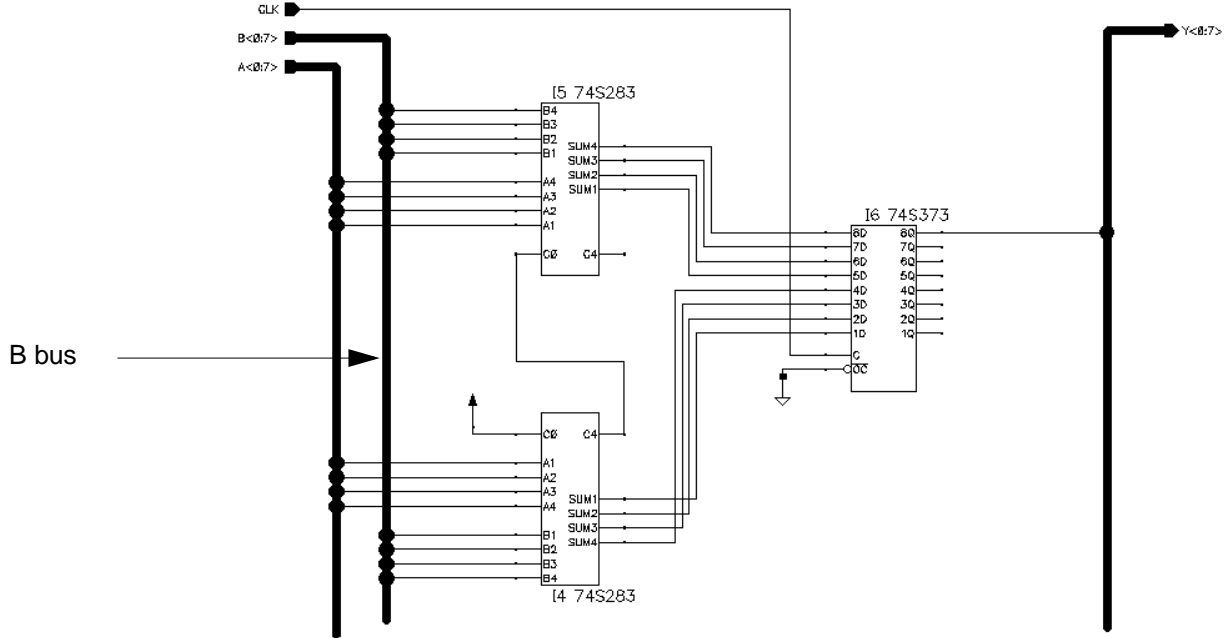 CLK
B<0:7>
A<0:7>
Y<0:7>
I5 74S283
B4
B3
B2
B1
A4
A3
A2
A1
C0
SUM4
SUM3
SUM2
SUM1
C4
I6 74S373
8D
7D
6D
5D
4D
3D
2D
1D
C
OC
8Q
7Q
6Q
5Q
4Q
3Q
2Q
1Q
B bus
C0
A1
A2
A3
A4
B1
B2
B3
B4
C4
SUM1
SUM2
SUM3
SUM4
I4 74S283